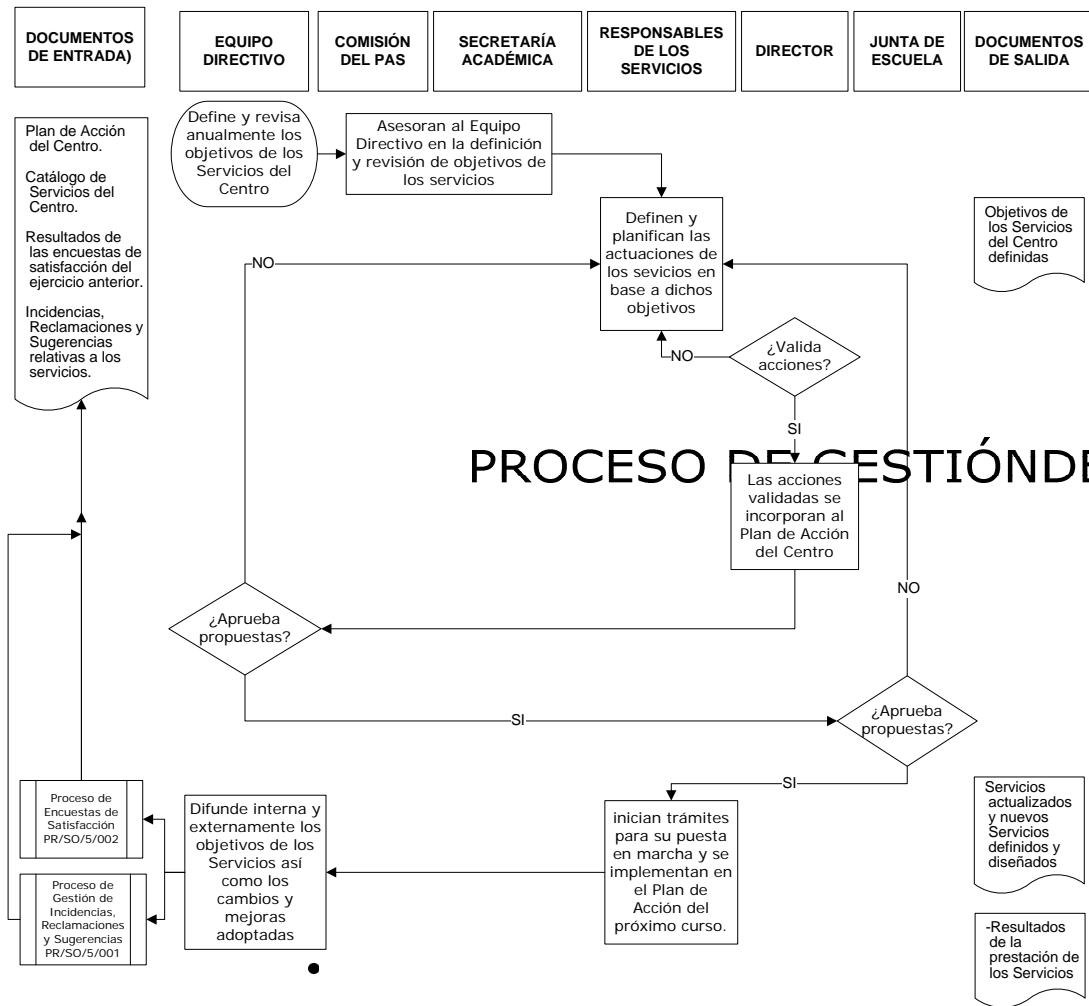 DOCUMENTOS
DE ENTRADA)
EQUIPO
DIRECTIVO
COMISIÓN
DEL PAS
SECRETARÍA
ACADÉMICA
RESPONSABLES
DE LOS
SERVICIOS
DIRECTOR
JUNTA DE
ESCUELA
DOCUMENTOS
DE SALIDA
Plan de Acción
del Centro.
Catálogo de
Servicios del
Centro.
Resultados de
las encuestas de
satisfacción del
ejercicio anterior.
Incidencias,
Reclamaciones y
Sugerencias
relativas a los
servicios.
Define y revisa
anualmente los
objetivos de los
Servicios del
Centro
Asesoran al Equipo
Directivo en la definición
y revisión de objetivos de
los servicios
Definen y
planifican las
actuaciones de
los sevicios en
base a dichos
objetivos
Objetivos de
los Servicios
del Centro
definidas
NO
NO
¿Valida
acciones?
SI
PROCESO DE GESTIÓNDE
Las acciones
validadas se
incorporan al
Plan de Acción
del Centro
NO
¿Aprueba
propuestas?
SI
¿Aprueba
propuestas?
SI
Proceso de
Encuestas de
Satisfacción
PR/SO/5/002
Proceso de
Gestión de
Incidencias,
Reclamaciones
y Sugerencias
PR/SO/5/001
Difunde interna y
externamente los
objetivos de los
Servicios así
como los
cambios y
mejoras
adoptadas
inician trámites
para su puesta
en marcha y se
implementan en
el Plan de
Acción del
próximo curso.
Servicios
actualizados
y nuevos
Servicios
definidos y
diseñados
-Resultados
de la
prestación de
los Servicios